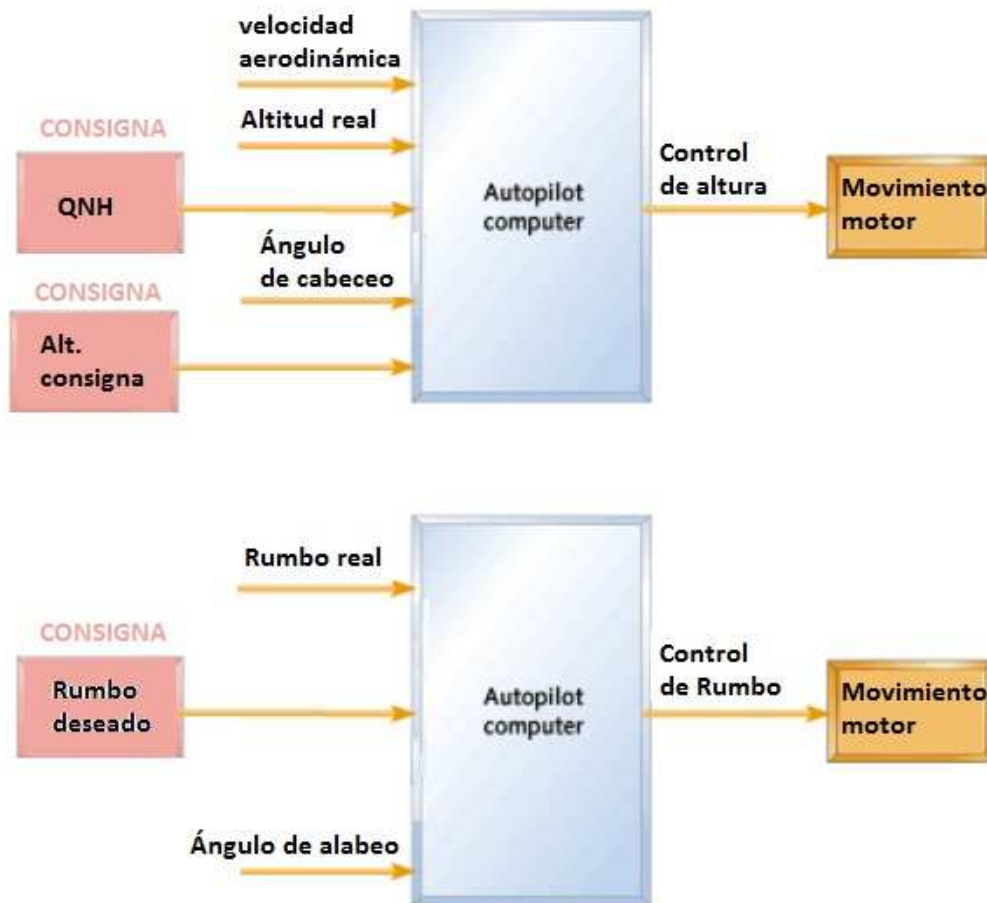 velocidad
aerodinámica
Altitud real
CONSIGNA
QNH
Ángulo
de cabeceo
CONSIGNA
Alt.
consigna
Autopilot
computer
Control
de altura
Movimiento
motor
Rumbo real
CONSIGNA
Rumbo
deseado
Ángulo de alabeo
Autopilot
computer
Control
de Rumbo
Movimiento
motor